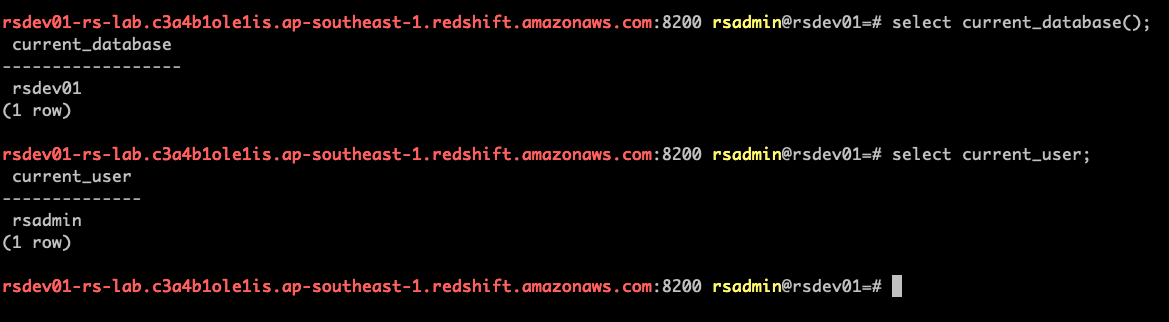 rsdev01-rs-lab.c3a4b1ole1is.ap-southeast-1.redshift.amazonaws.com:8200 rsadmin@rsdev01=# select current_database();
current_database
------------------
rsdev01
(1 row)
rsdev01-rs-lab.c3a4b1ole1is.ap-southeast-1.redshift.amazonaws.com:8200 rsadmin@rsdev01=# select current_user;
current_user
--------------
rsadmin
(1 row)
rsdev01-rs-lab.c3a4b1ole1is.ap-southeast-1.redshift.amazonaws.com:8200 rsadmin@rsdev01=#